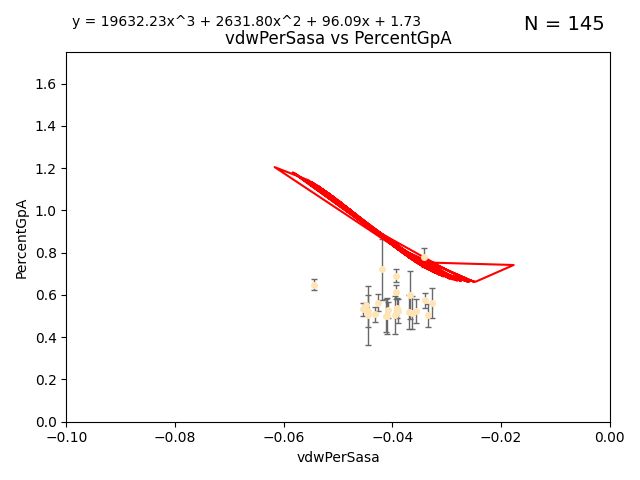 y = 19632.23x^3 + 2631.80x^2 + 96.09x + 1.73
N = 145
vdwPerSasa vs PercentGpA
PercentGpA
1.6
1.4
1.2
1.0
0.8
0.6
0.4
0.2
0.0
−0.10 −0.08 −0.06 −0.04 −0.02 0.00
vdwPerSasa